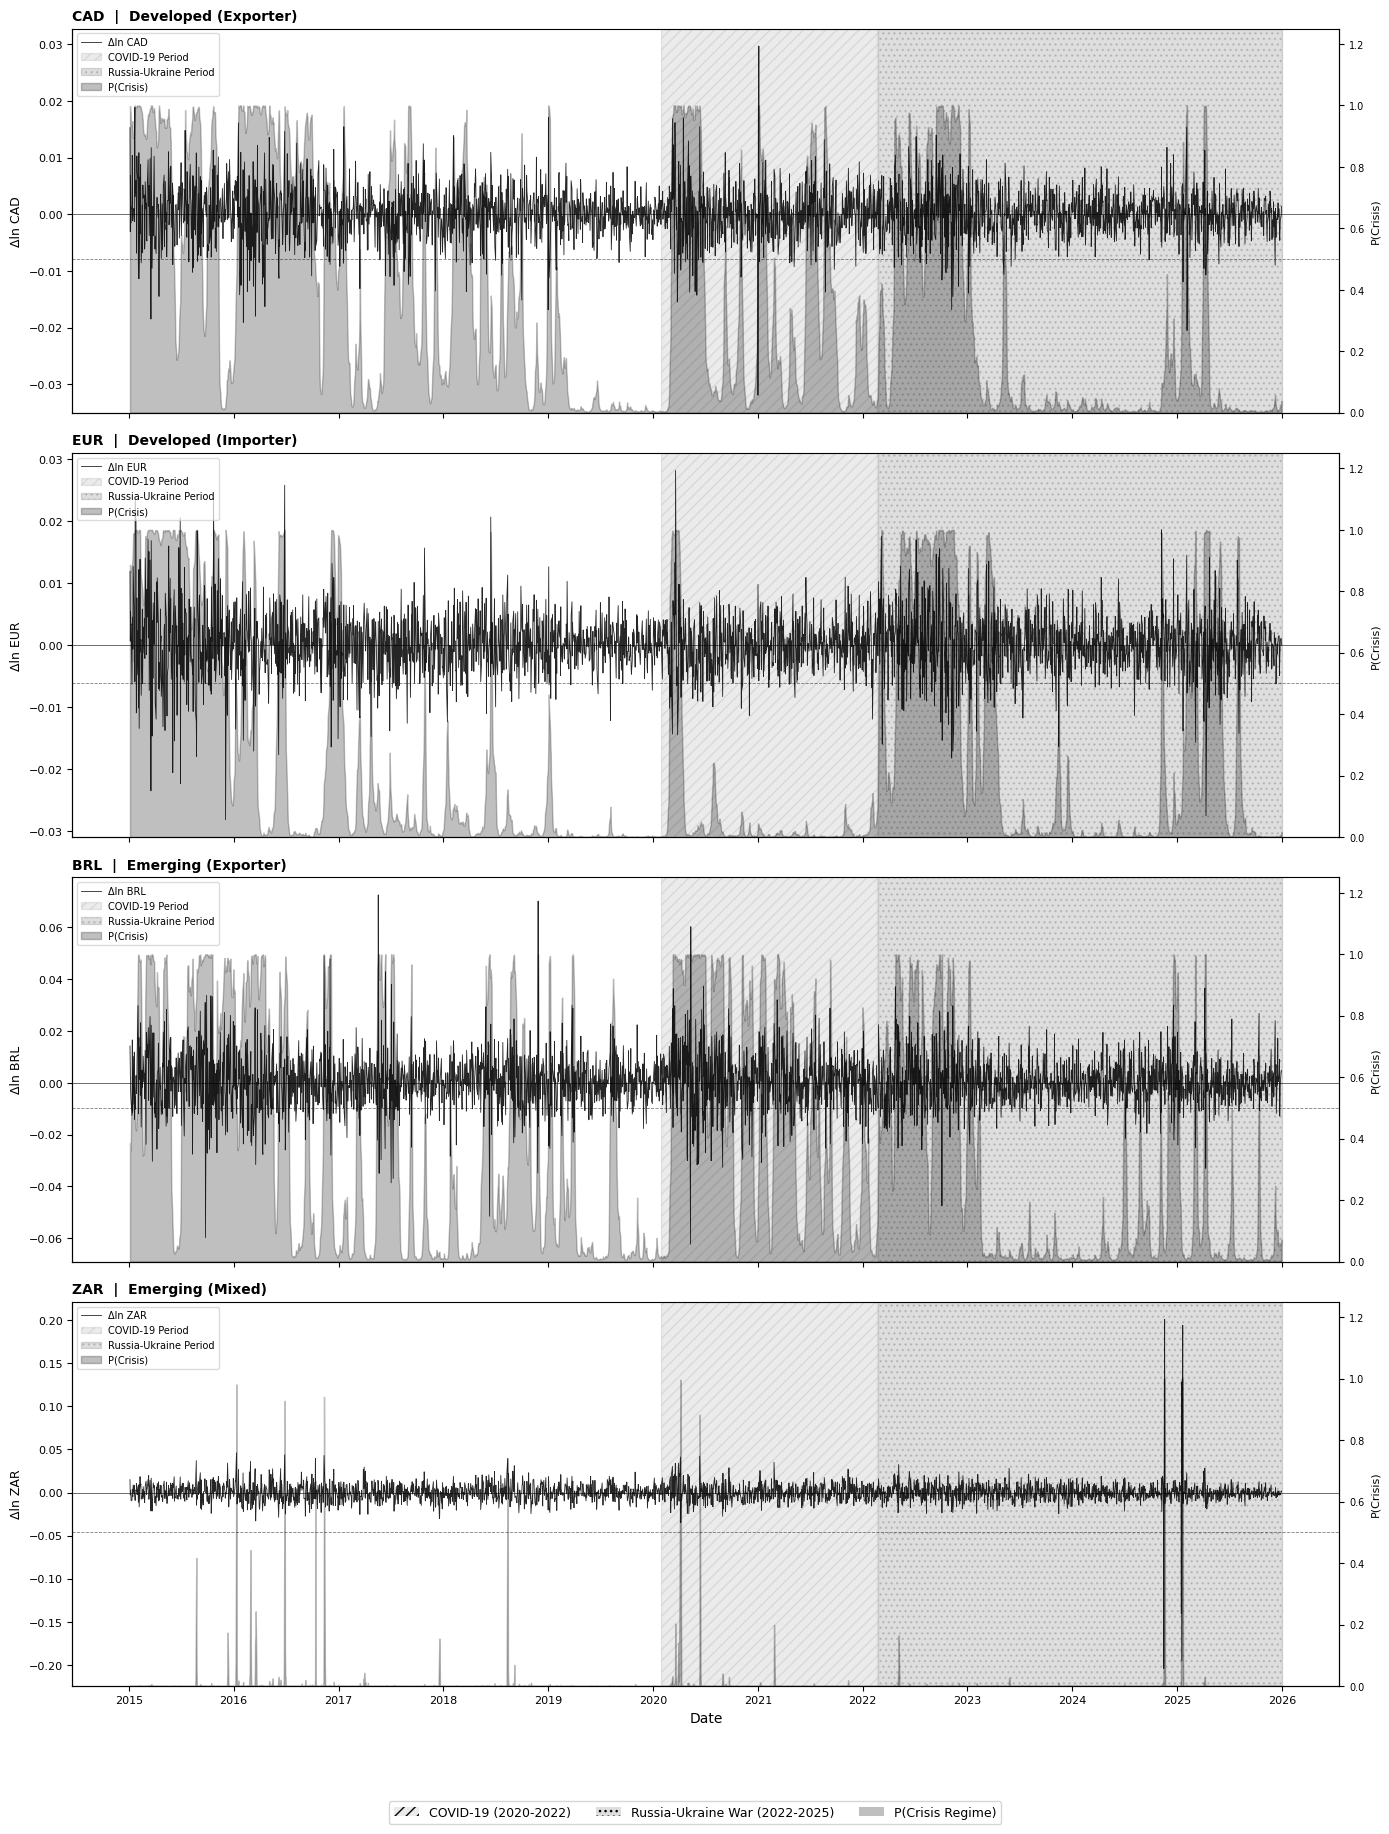 CAD  |  Developed (Exporter)
Δln CAD
COVID-19 Period
Russia-Ukraine Period
P(Crisis)
0.03
0.02
0.01
0.00
−0.01
−0.02
−0.03
Δln CAD
1.2
1.0
0.8
0.6
0.4
0.2
0.0
P(Crisis)
EUR  |  Developed (Importer)
Δln EUR
COVID-19 Period
Russia-Ukraine Period
P(Crisis)
0.03
0.02
0.01
0.00
−0.01
−0.02
−0.03
Δln EUR
1.2
1.0
0.8
0.6
0.4
0.2
0.0
P(Crisis)
BRL  |  Emerging (Exporter)
Δln BRL
COVID-19 Period
Russia-Ukraine Period
P(Crisis)
0.06
0.04
0.02
0.00
−0.02
−0.04
−0.06
Δln BRL
1.2
1.0
0.8
0.6
0.4
0.2
0.0
P(Crisis)
ZAR  |  Emerging (Mixed)
Δln ZAR
COVID-19 Period
Russia-Ukraine Period
P(Crisis)
0.20
0.15
0.10
0.05
0.00
−0.05
−0.10
−0.15
−0.20
Δln ZAR
1.2
1.0
0.8
0.6
0.4
0.2
0.0
P(Crisis)
2015 2016 2017 2018 2019 2020 2021 2022 2023 2024 2025 2026
Date
COVID-19 (2020-2022) Russia-Ukraine War (2022-2025) P(Crisis Regime)